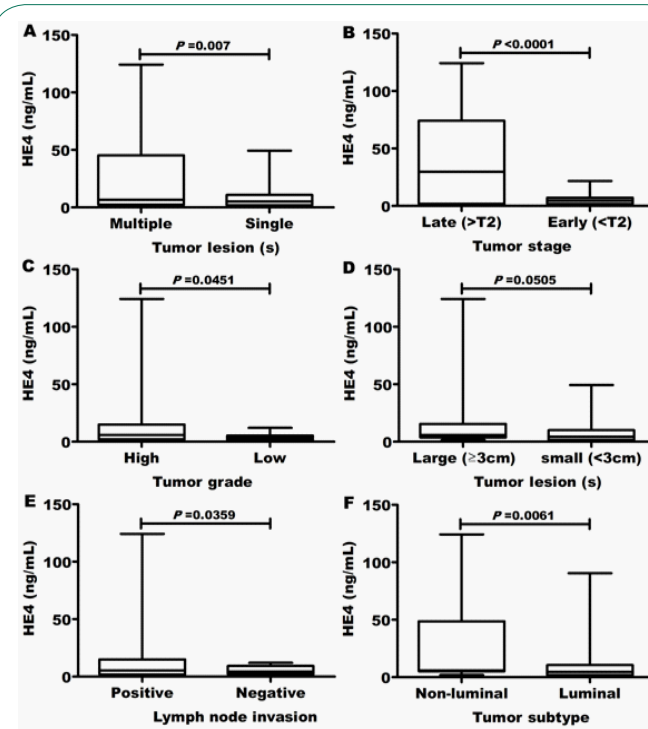 A
P =0.007
HE4 (ng/mL)
150
100
50
0
Multiple Single
Tumor lesion (s)
B
P <0.0001
HE4 (ng/mL)
150
100
50
0
Late (>T2) Early (<T2)
Tumor stage
C
P =0.0451
HE4 (ng/mL)
150
100
50
0
High Low
Tumor grade
D
P =0.0505
HE4 (ng/mL)
150
100
50
0
Large (≥3cm) small (<3cm)
Tumor lesion (s)
E
P =0.0359
HE4 (ng/mL)
150
100
50
0
Positive Negative
Lymph node invasion
F
P =0.0061
HE4 (ng/mL)
150
100
50
0
Non-luminal Luminal
Tumor subtype